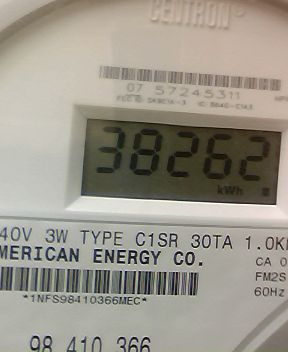 CENTRON®
07 57245311
38262
kWh
40V 3W TYPE C1SR 30TA 1.0K
MERICAN ENERGY CO.
CA 0
FM2S
60Hz
*1NFS98410366MEC*
98 410 366